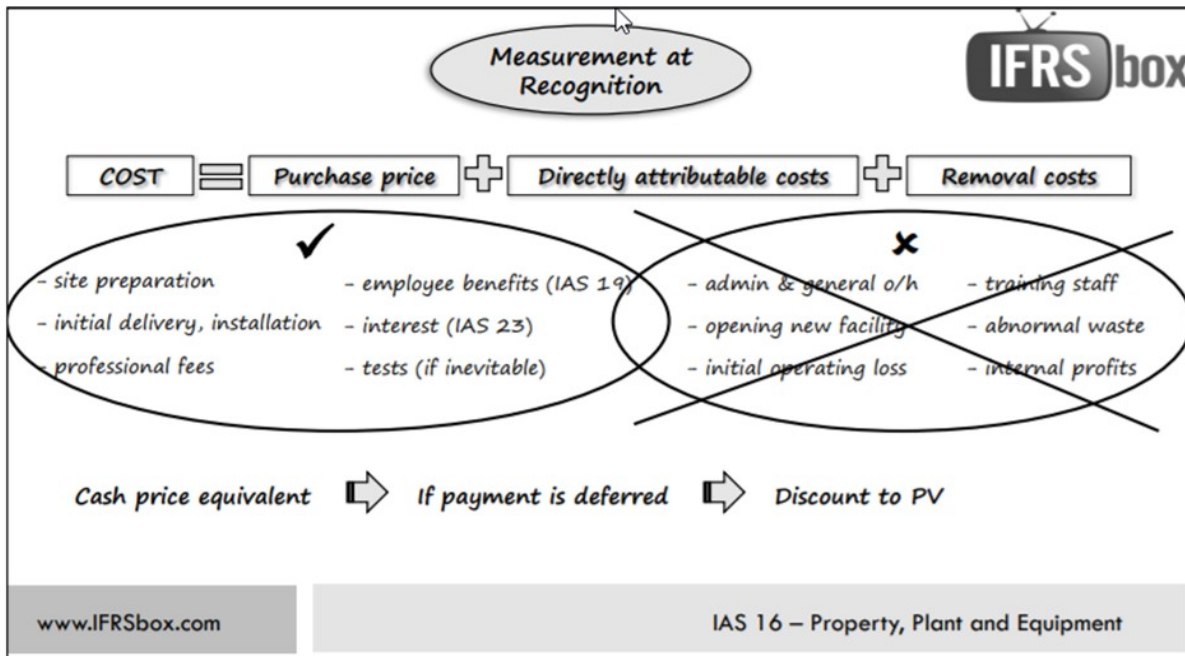 Measurement at
Recognition
IFRS box
COST = Purchase price + Directly attributable costs + Removal costs
✓
✗
- site preparation
- employee benefits (IAS 19)
- admin & general o/h
- training staff
- initial delivery, installation
- interest (IAS 23)
- opening new facility
- abnormal waste
- professional fees
- tests (if inevitable)
- initial operating loss
- internal profits
Cash price equivalent
If payment is deferred
Discount to PV
www.IFRSbox.com
IAS 16 – Property, Plant and Equipment